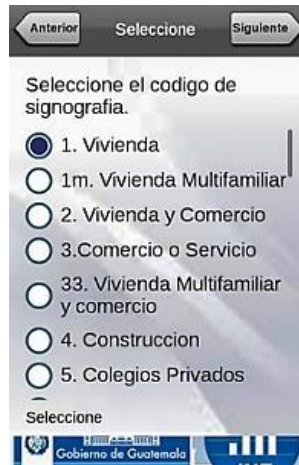 Anterior
Seleccione
Siguiente
Seleccione el codigo de
signografia.
1. Vivienda
1m. Vivienda Multifamiliar
2. Vivienda y Comercio
3.Comercio o Servicio
33. Vivienda Multifamiliar
y comercio
4. Construccion
5. Colegios Privados
Seleccione
Gobierno de Guatemala